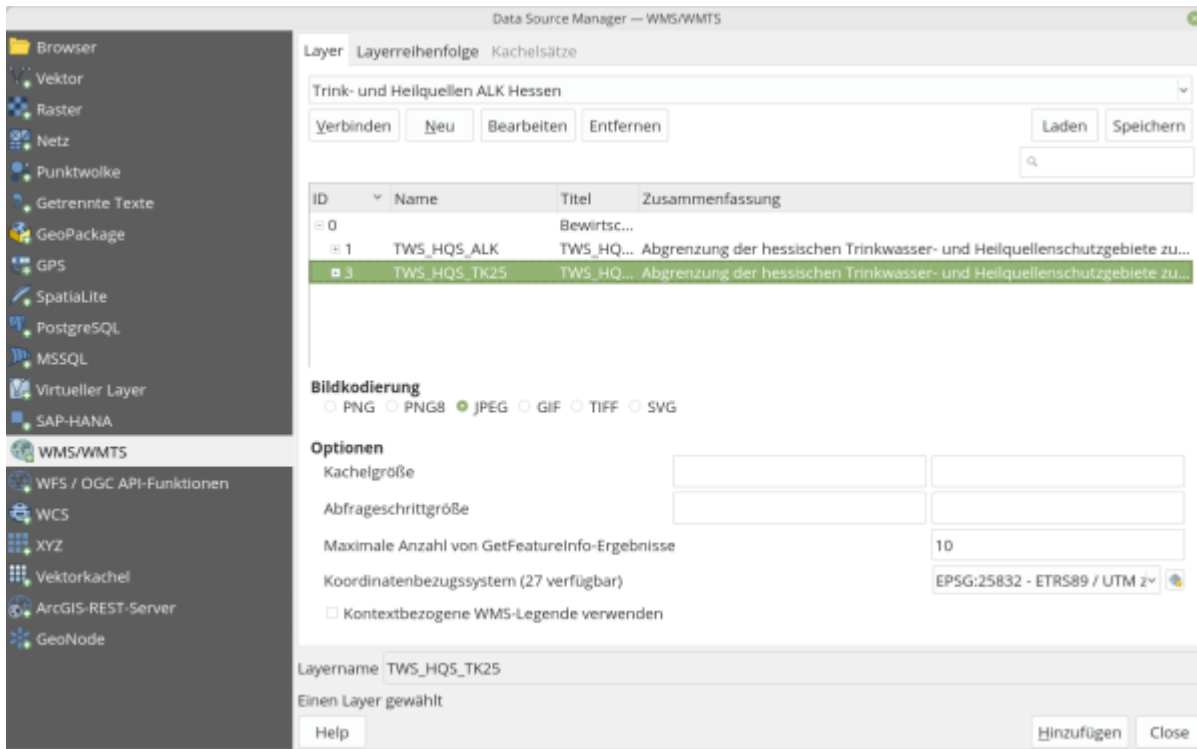 Data Source Manager — WMS/WMTS
Browser
Vektor
Raster
Netz
Punktwolke
Getrennte Texte
GeoPackage
GPS
SpatiaLite
PostgreSQL
MSSQL
Virtueller Layer
SAP-HANA
WMS/WMTS
WFS / OGC API-Funktionen
WCS
XYZ
Vektorkachel
ArcGIS-REST-Server
GeoNode
Layer Layerreihenfolge Kachelsätze
Trink- und Heilquellen ALK Hessen
Verbinden Neu Bearbeiten Entfernen Laden Speichern
ID Name Titel Zusammenfassung
0 Bewirtsc...
1 TWS_HQS_ALK TWS_HQ... Abgrenzung der hessischen Trinkwasser- und Heilquellenschutzgebiete zu...
3 TWS_HQS_TK25 TWS_HQ... Abgrenzung der hessischen Trinkwasser- und Heilquellenschutzgebiete zu...
Bildkodierung
PNG PNG8 JPEG GIF TIFF SVG
Optionen
Kachelgröße
Abfrageschrittgröße
Maximale Anzahl von GetFeatureInfo-Ergebnisse 10
Koordinatenbezugssystem (27 verfügbar) EPSG:25832 - ETRS89 / UTM z
Kontextbezogene WMS-Legende verwenden
Layername TWS_HQS_TK25
Einen Layer gewählt
Help Hinzufügen Close